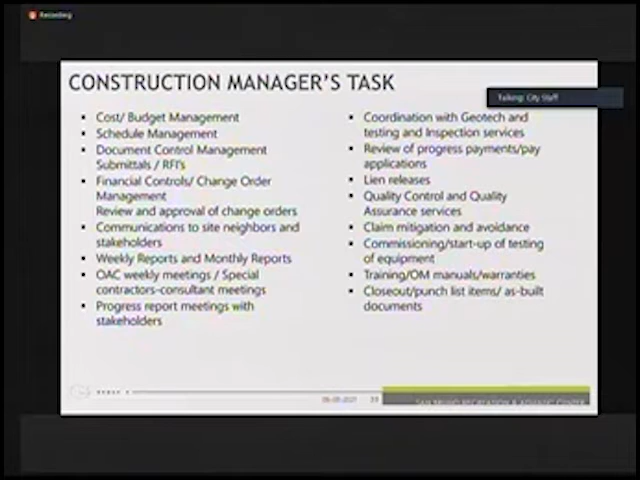 Recording
CONSTRUCTION MANAGER'S TASK
Talking: City Staff
▪ Cost/ Budget Management
▪ Schedule Management
▪ Document Control Management
Submittals / RFI's
▪ Financial Controls/ Change Order
Management
Review and approval of change orders
▪ Communications to site neighbors and
stakeholders
▪ Weekly Reports and Monthly Reports
▪ OAC weekly meetings / Special
contractors-consultant meetings
▪ Progress report meetings with
stakeholders
▪ Coordination with Geotech and
testing and Inspection services
▪ Review of progress payments/pay
applications
▪ Lien releases
▪ Quality Control and Quality
Assurance services
▪ Claim mitigation and avoidance
▪ Commissioning/start-up of testing
of equipment
▪ Training/OM manuals/warranties
▪ Closeout/punch list items/ as-built
documents
SAN BRUNO RECREATION & AQUATIC CENTER